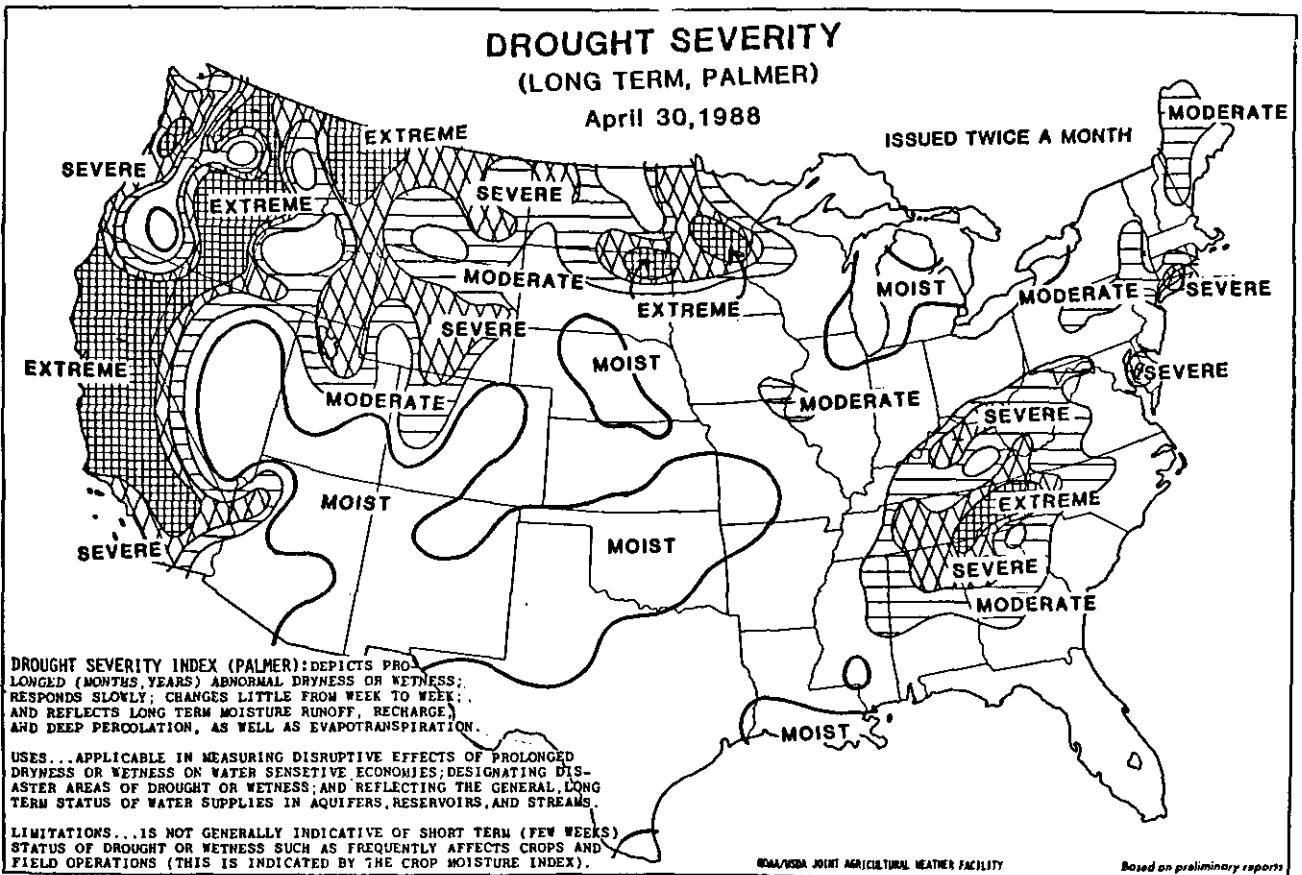 DROUGHT SEVERITY
(LONG TERM, PALMER)
April 30,1988
ISSUED TWICE A MONTH
MODERATE
EXTREME
SEVERE
SEVERE
EXTREME
MODERATE
MOIST
MODERATE
SEVERE
EXTREME
SEVERE
MOIST
SEVERE
EXTREME
MODERATE
MODERATE
SEVERE
MOIST
EXTREME
MOIST
SEVERE
SEVERE
MODERATE
MOIST
DROUGHT SEVERITY INDEX (PALMER):DEPICTS PRO-
LONGED (MONTHS,YEARS) ABNORMAL DRYNESS OR WETNESS;
RESPONDS SLOWLY; CHANGES LITTLE FROM WEEK TO WEEK;
AND REFLECTS LONG TERM MOISTURE RUNOFF, RECHARGE,
AND DEEP PERCOLATION, AS WELL AS EVAPOTRANSPIRATION.
USES...APPLICABLE IN MEASURING DISRUPTIVE EFFECTS OF PROLONGED
DRYNESS OR WETNESS ON WATER SENSETIVE ECONOMIES;DESIGNATING DIS-
ASTER AREAS OF DROUGHT OR WETNESS;AND REFLECTING THE GENERAL,LONG
TERM STATUS OF WATER SUPPLIES IN AQUIFERS,RESERVOIRS,AND STREAMS.
LIMITATIONS...IS NOT GENERALLY INDICATIVE OF SHORT TERM (FEW WEEKS)
STATUS OF DROUGHT OR WETNESS SUCH AS FREQUENTLY AFFECTS CROPS AND
FIELD OPERATIONS (THIS IS INDICATED BY THE CROP MOISTURE INDEX).
NOAA/USDA JOINT AGRICULTURAL WEATHER FACILITY
Based on preliminary reports